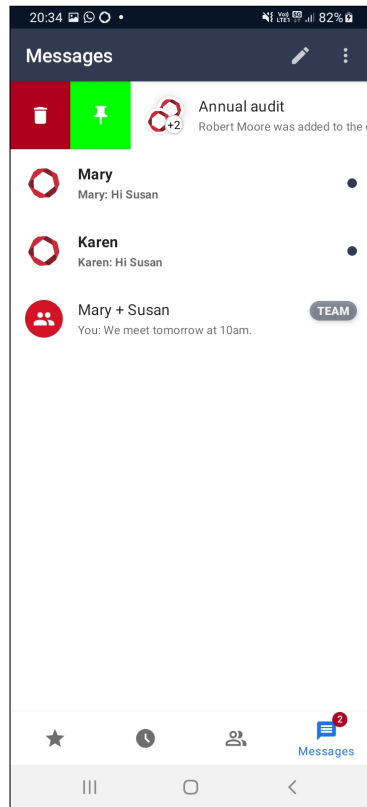 20:34 82%
Messages
+2
Annual audit
Robert Moore was added to the
Mary
Mary: Hi Susan
Karen
Karen: Hi Susan
Mary + Susan
TEAM
You: We meet tomorrow at 10am.
2
Messages